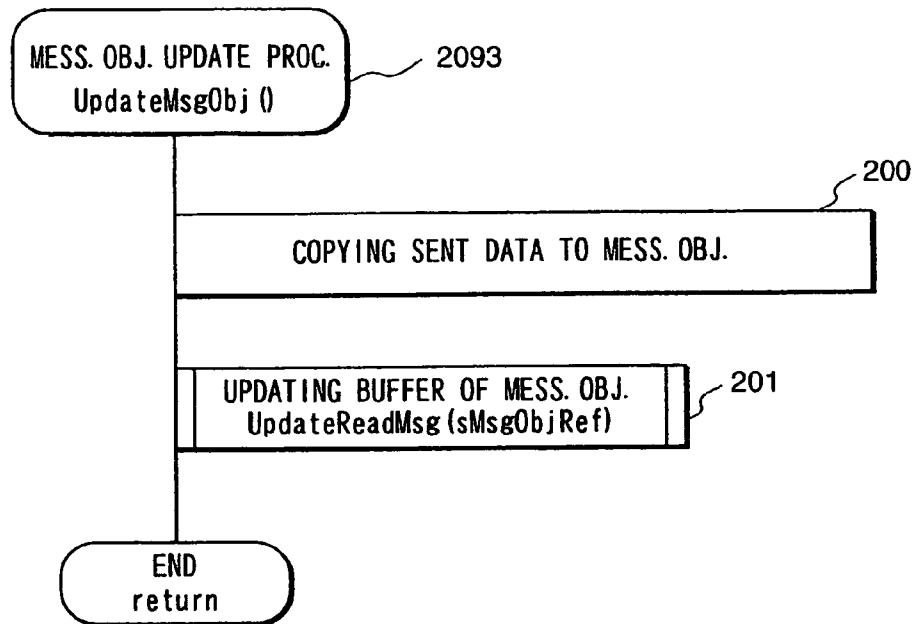 MESS. OBJ. UPDATE PROC.
UpdateMsgObj()
2093
200
COPYING SENT DATA TO MESS. OBJ.
UPDATING BUFFER OF MESS. OBJ.
UpdateReadMsg(sMsgObjRef)
201
END
return